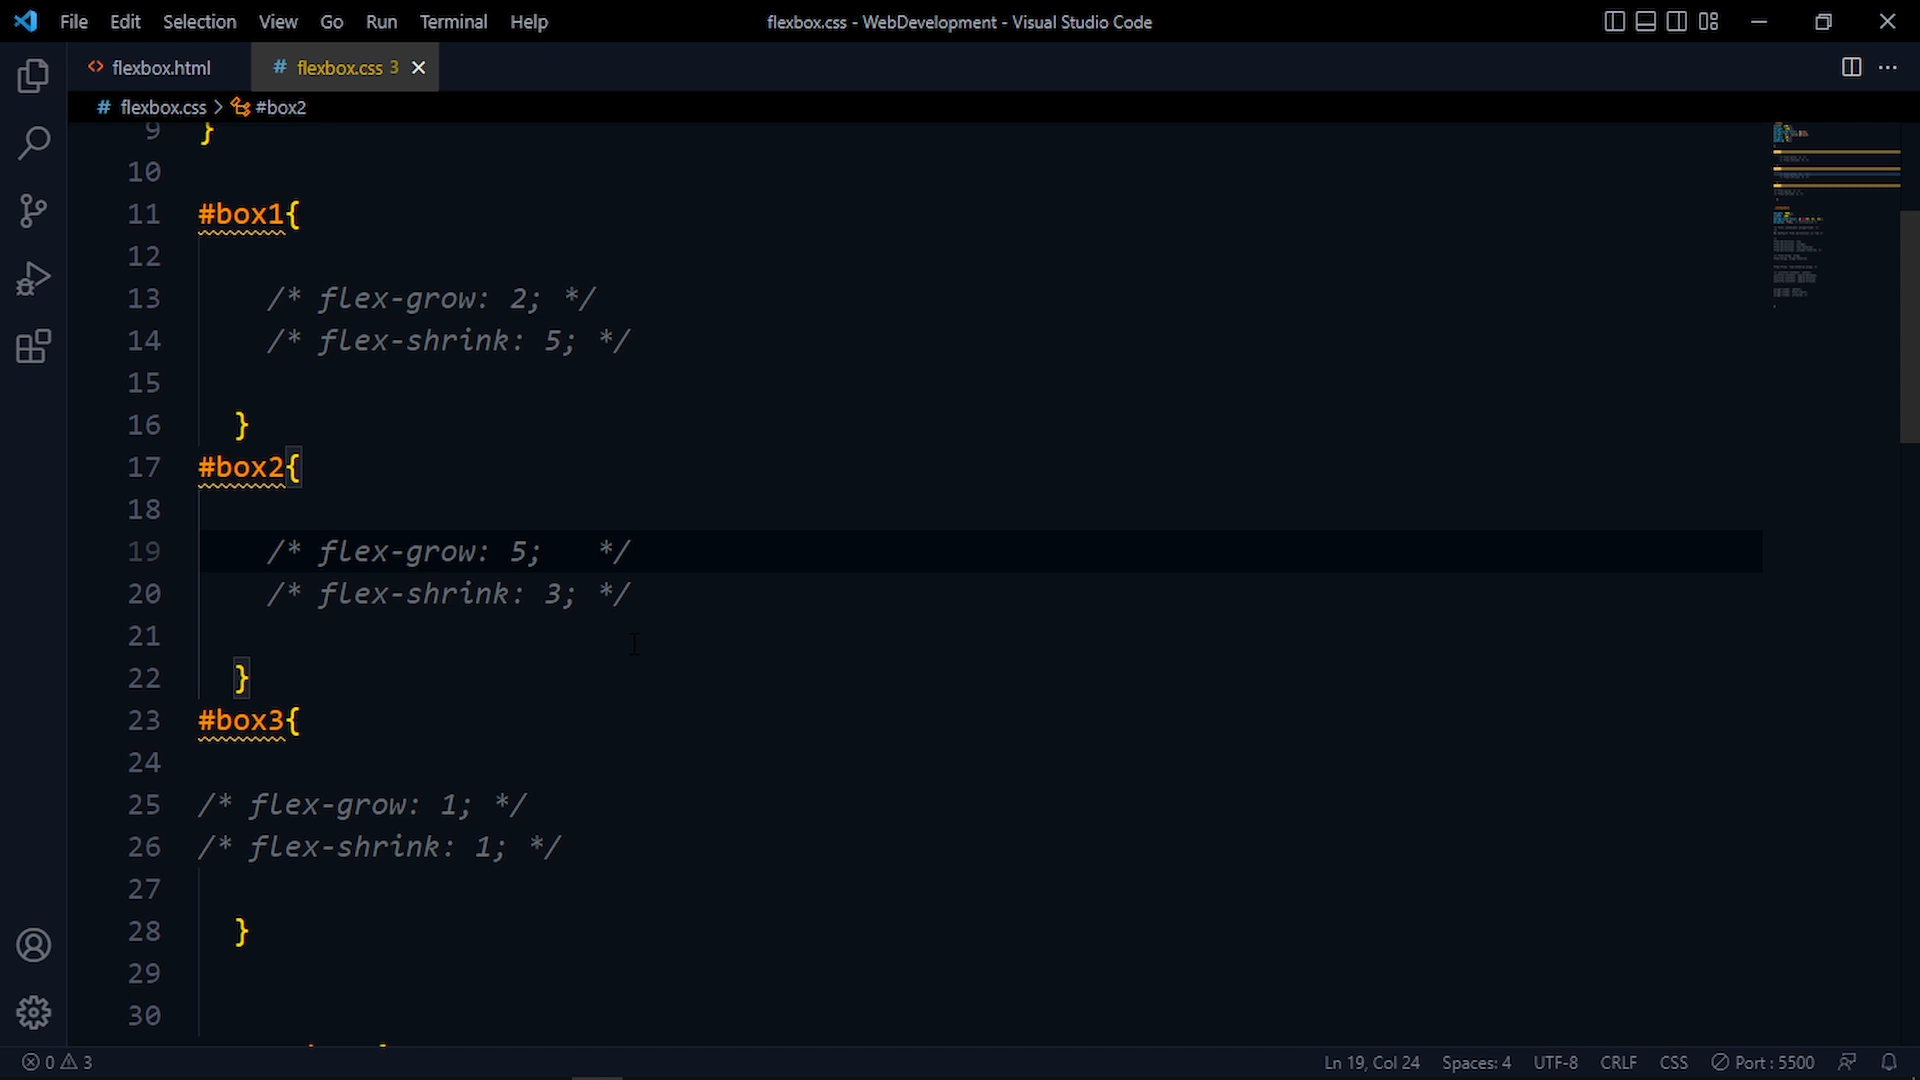 File Edit Selection View Go Run Terminal Help flexbox.css - WebDevelopment - Visual Studio Code
flexbox.html # flexbox.css 3
# flexbox.css > #box2
9 }
10
11 #box1{
12
13 /* flex-grow: 2; */
14 /* flex-shrink: 5; */
15
16 }
17 #box2{
18
19 /* flex-grow: 5;   */
20 /* flex-shrink: 3; */
21
22 }
23 #box3{
24
25 /* flex-grow: 1; */
26 /* flex-shrink: 1; */
27
28 }
29
30
0 3 Ln 19, Col 24 Spaces: 4 UTF-8 CRLF CSS Port : 5500